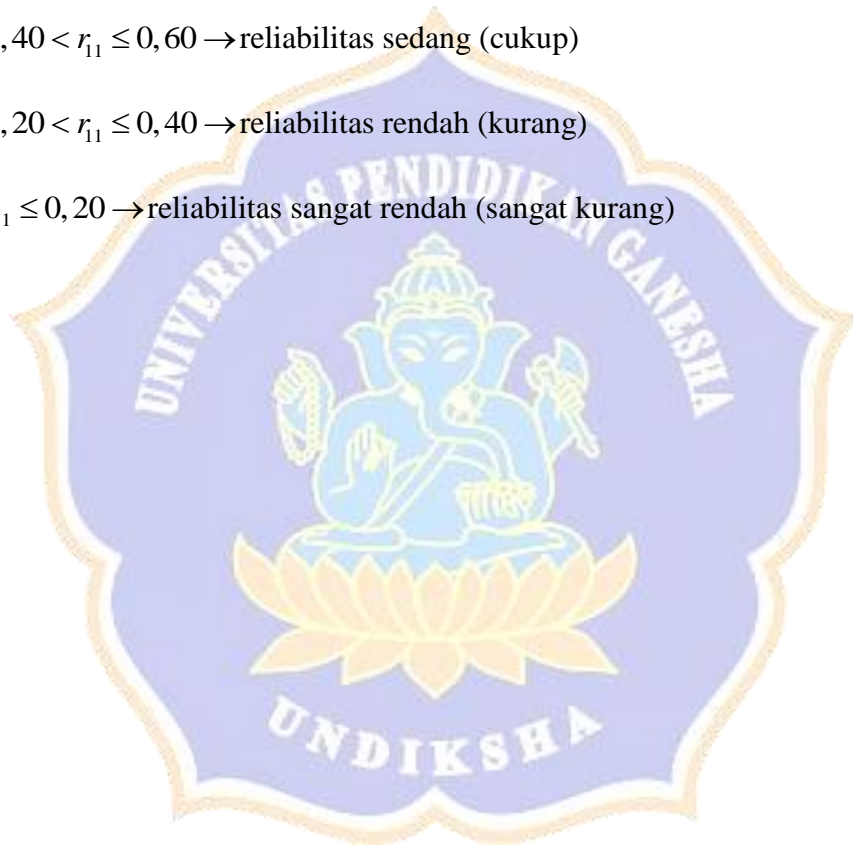 ,40 < r₁₁ ≤ 0,60 → reliabilitas sedang (cukup)
,20 < r₁₁ ≤ 0,40 → reliabilitas rendah (kurang)
₁ ≤ 0,20 → reliabilitas sangat rendah (sangat kurang)
UNIVERSITAS PENDIDIKAN GANESHA
UNDIKSHA